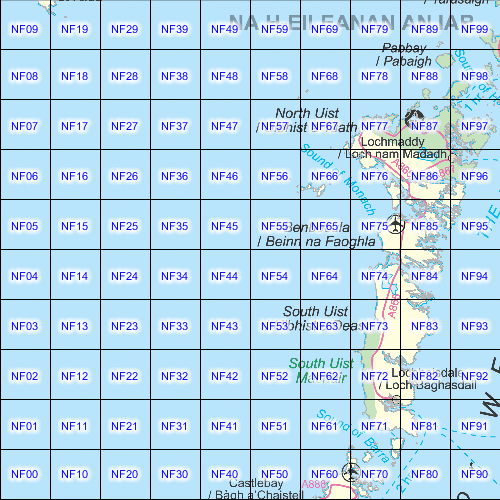 NA H-EILEANAN AN IAR
NF09 NF19 NF29 NF39 NF49 NF59 NF69 NF79 NF89 NF99
Pabbay
/ Pabaigh
NF08 NF18 NF28 NF38 NF48 NF58 NF68 NF78 NF88 NF98
North Uist
NF07 NF17 NF27 NF37 NF47 NF57 NF67 NF77 NF87 NF97
Lochmaddy
/ Loch nam Madadh
Sound of Monach
NF06 NF16 NF26 NF36 NF46 NF56 NF66 NF76 NF86 NF96
NF05 NF15 NF25 NF35 NF45 NF55 NF65 NF75 NF85 NF95
/ Beinn na Faoghla
NF04 NF14 NF24 NF34 NF44 NF54 NF64 NF74 NF84 NF94
A865
South Uist
NF03 NF13 NF23 NF33 NF43 NF53 NF63 NF73 NF83 NF93
South Uist
NF02 NF12 NF22 NF32 NF42 NF52 NF62 NF72 NF82 NF92
/ Loch Baghasdail
Sound of Barra
NF01 NF11 NF21 NF31 NF41 NF51 NF61 NF71 NF81 NF91
NF00 NF10 NF20 NF30 NF40 NF50 NF60 NF70 NF80 NF90
Castlebay
/ Bàgh a'Chaisteil
A888